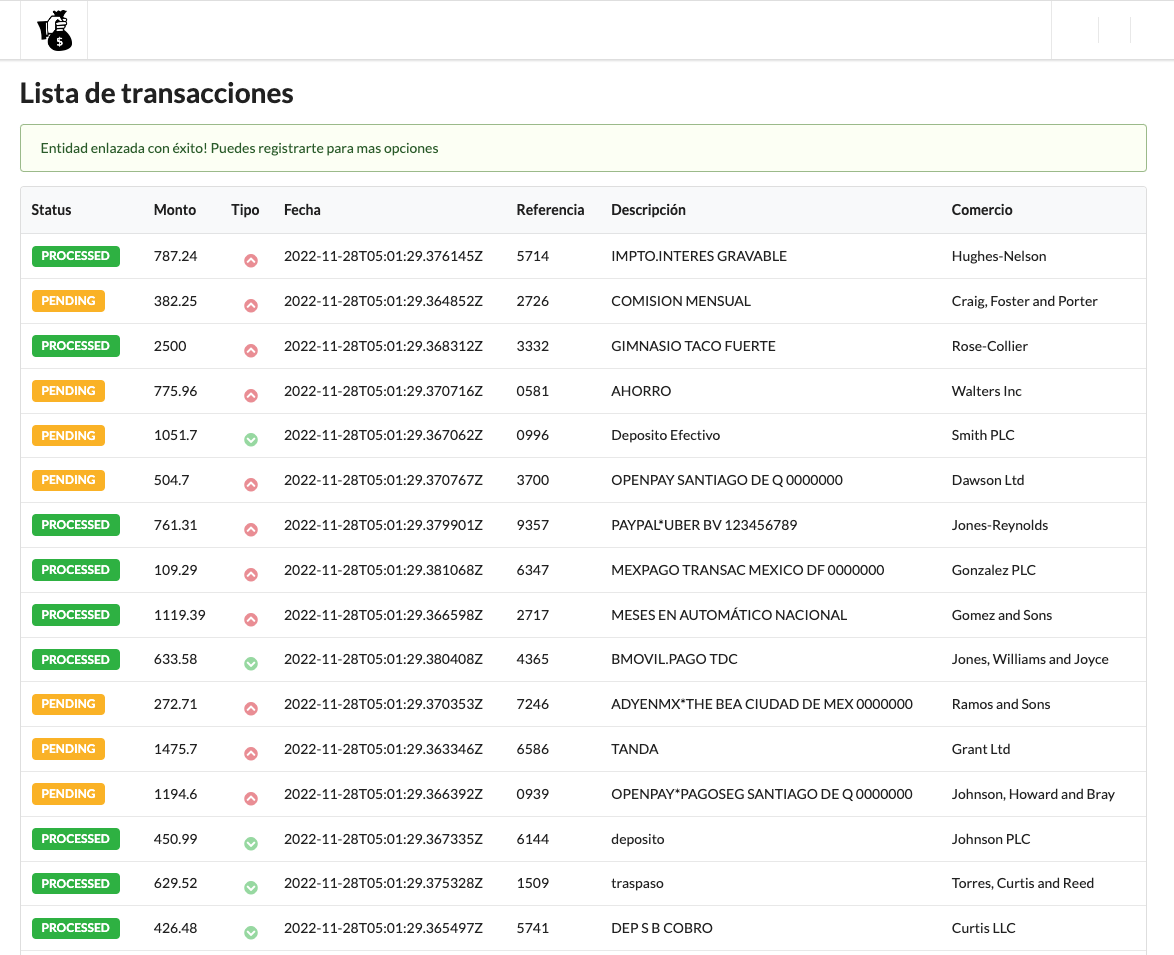 $
Lista de transacciones
Entidad enlazada con éxito! Puedes registrarte para mas opciones
Status Monto Tipo Fecha Referencia Descripción Comercio
PROCESSED 787.24 2022-11-28T05:01:29.376145Z 5714 IMPTO.INTERES GRAVABLE Hughes-Nelson
PENDING 382.25 2022-11-28T05:01:29.364852Z 2726 COMISION MENSUAL Craig, Foster and Porter
PROCESSED 2500 2022-11-28T05:01:29.368312Z 3332 GIMNASIO TACO FUERTE Rose-Collier
PENDING 775.96 2022-11-28T05:01:29.370716Z 0581 AHORRO Walters Inc
PENDING 1051.7 2022-11-28T05:01:29.367062Z 0996 Deposito Efectivo Smith PLC
PENDING 504.7 2022-11-28T05:01:29.370767Z 3700 OPENPAY SANTIAGO DE Q 0000000 Dawson Ltd
PROCESSED 761.31 2022-11-28T05:01:29.379901Z 9357 PAYPAL*UBER BV 123456789 Jones-Reynolds
PROCESSED 109.29 2022-11-28T05:01:29.381068Z 6347 MEXPAGO TRANSAC MEXICO DF 0000000 Gonzalez PLC
PROCESSED 1119.39 2022-11-28T05:01:29.366598Z 2717 MESES EN AUTOMÁTICO NACIONAL Gomez and Sons
PROCESSED 633.58 2022-11-28T05:01:29.380408Z 4365 BMOVIL.PAGO TDC Jones, Williams and Joyce
PENDING 272.71 2022-11-28T05:01:29.370353Z 7246 ADYENMX*THE BEA CIUDAD DE MEX 0000000 Ramos and Sons
PENDING 1475.7 2022-11-28T05:01:29.363346Z 6586 TANDA Grant Ltd
PENDING 1194.6 2022-11-28T05:01:29.366392Z 0939 OPENPAY*PAGOSEG SANTIAGO DE Q 0000000 Johnson, Howard and Bray
PROCESSED 450.99 2022-11-28T05:01:29.367335Z 6144 deposito Johnson PLC
PROCESSED 629.52 2022-11-28T05:01:29.375328Z 1509 traspaso Torres, Curtis and Reed
PROCESSED 426.48 2022-11-28T05:01:29.365497Z 5741 DEP S B COBRO Curtis LLC